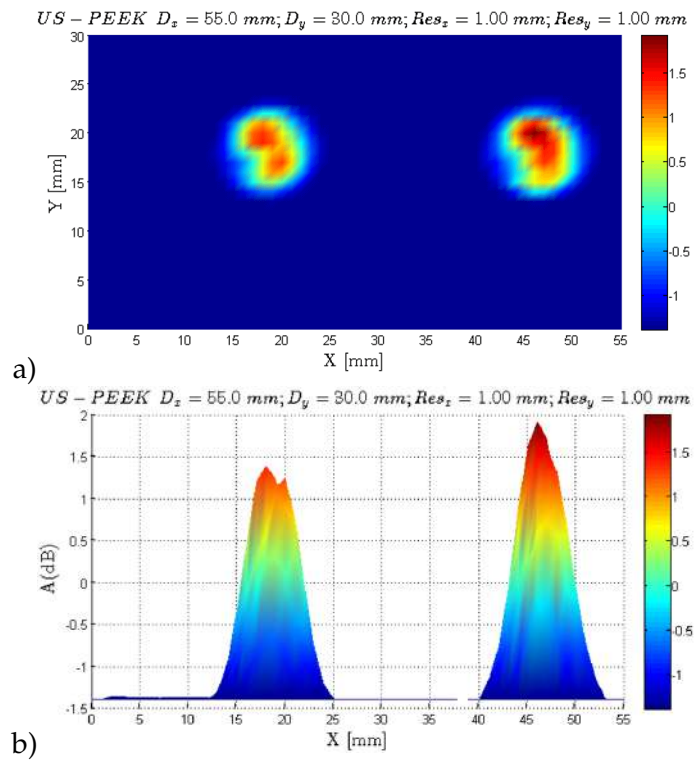 US − PEEK D_x = 55.0 mm; D_y = 30.0 mm; Res_x = 1.00 mm; Res_y = 1.00 mm
30
25
20
15
10
5
0
Y [mm]
0 5 10 15 20 25 30 35 40 45 50 55
X [mm]
1.5
1
0.5
0
-0.5
-1
a)
US − PEEK D_x = 55.0 mm; D_y = 30.0 mm; Res_x = 1.00 mm; Res_y = 1.00 mm
2
1.5
1
0.5
0
-0.5
-1
-1.5
A(dB)
0 5 10 15 20 25 30 35 40 45 50 55
X [mm]
1.5
1
0.5
0
-0.5
-1
b)